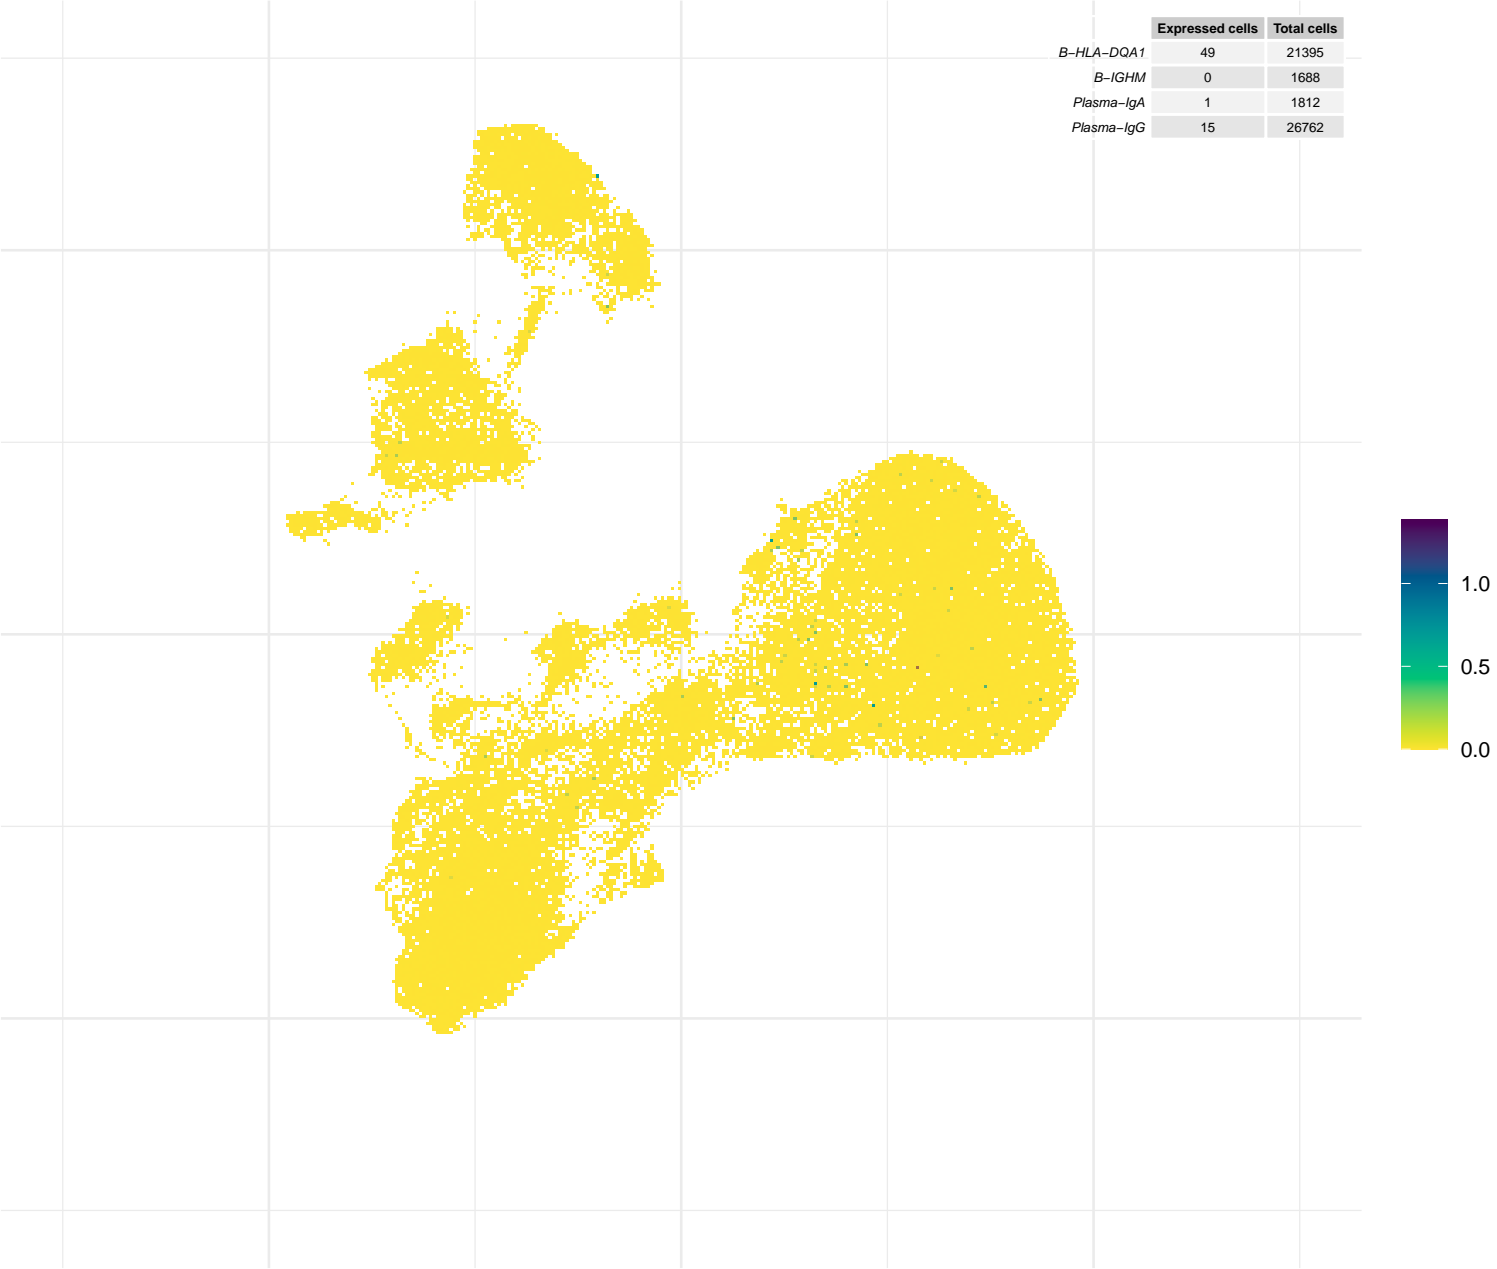 Expressed cells Total cells
B−HLA−DQA1 49 21395
B−IGHM 0 1688
Plasma−IgA 1 1812
Plasma−IgG 15 26762
1.0
0.5
0.0